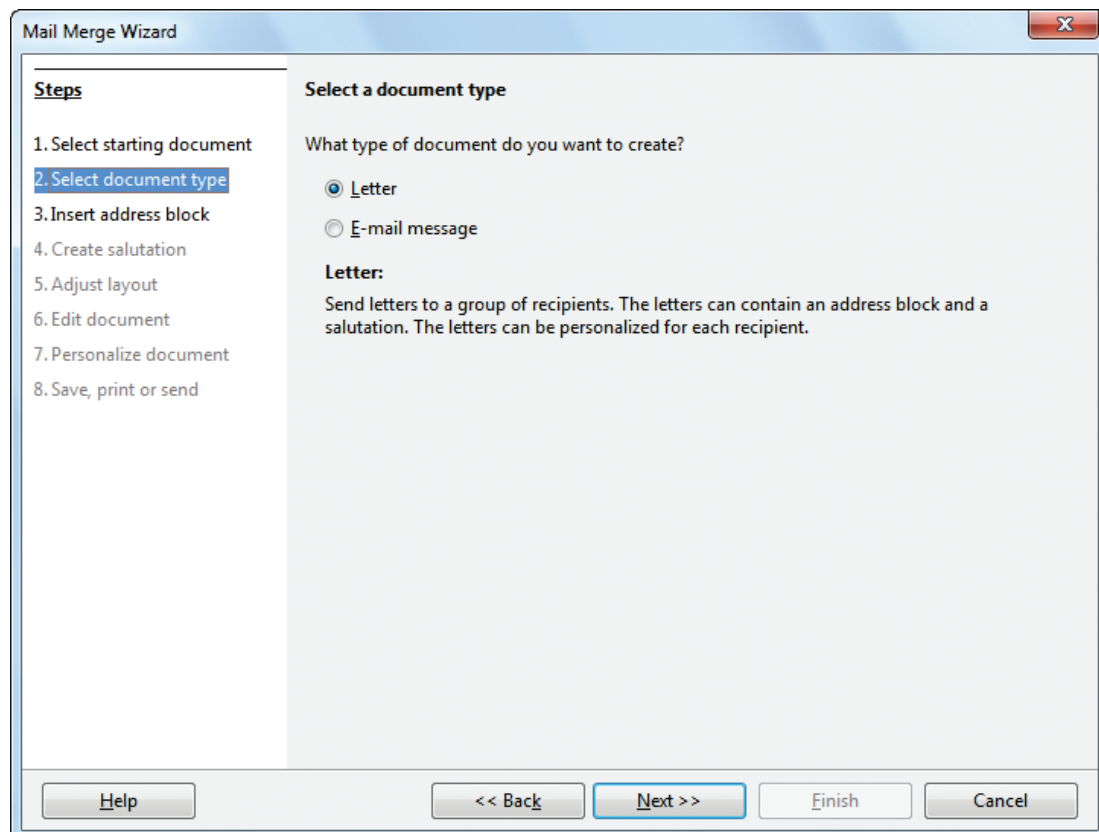 Mail Merge Wizard
Steps
1. Select starting document
2. Select document type
3. Insert address block
4. Create salutation
5. Adjust layout
6. Edit document
7. Personalize document
8. Save, print or send
Select a document type
What type of document do you want to create?
Letter
E-mail message
Letter:
Send letters to a group of recipients. The letters can contain an address block and a
salutation. The letters can be personalized for each recipient.
Help
<< Back
Next >>
Finish
Cancel